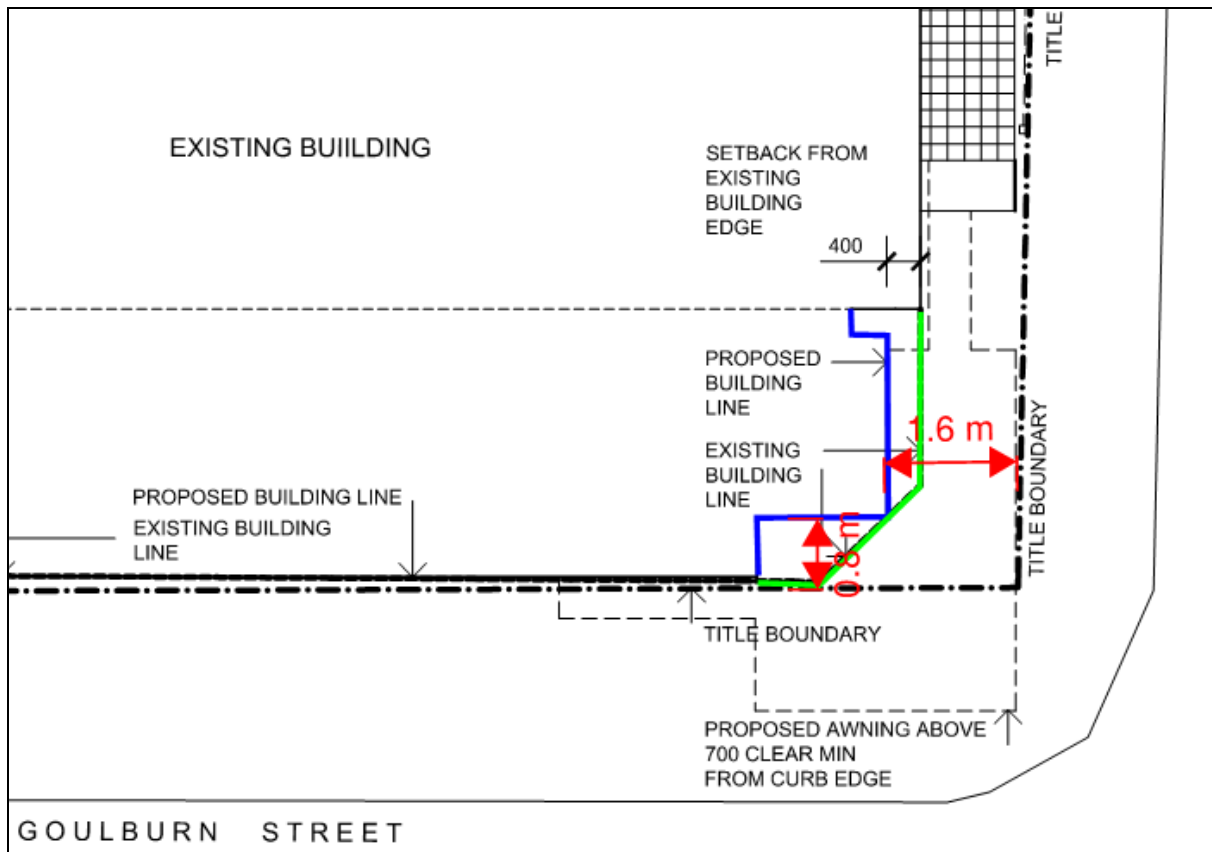 TITLE
EXISTING BUIILDING
SETBACK FROM
EXISTING
BUILDING
EDGE
400
PROPOSED
BUILDING
LINE
1.6 m
EXISTING
BUILDING
LINE
TITLE BOUNDARY
PROPOSED BUILDING LINE
EXISTING BUILDING
LINE
0.8 m
TITLE BOUNDARY
PROPOSED AWNING ABOVE
700 CLEAR MIN
FROM CURB EDGE
GOULBURN STREET